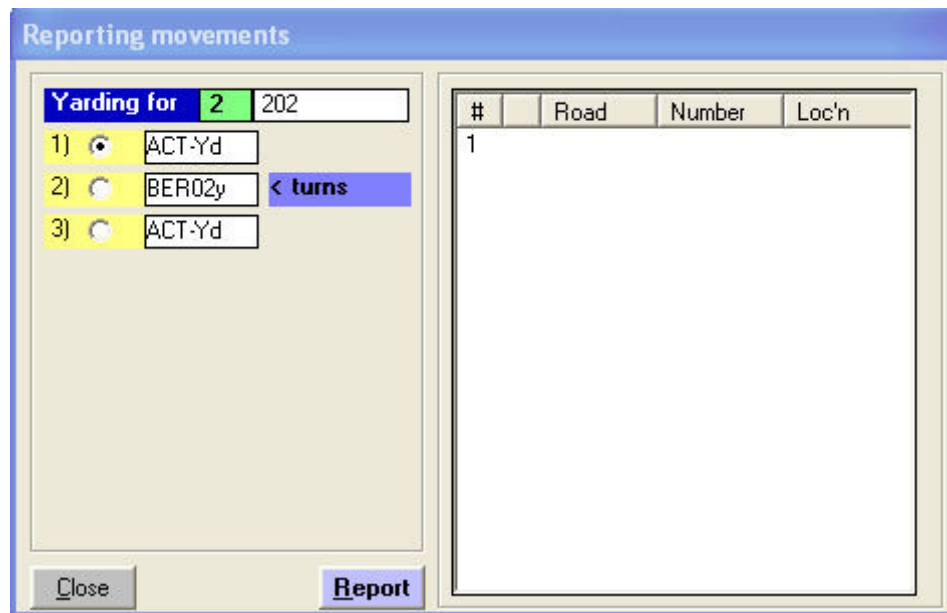 Reporting movements
Yarding for 2 202
1) ACT-Yd
2) BER02y < turns
3) ACT-Yd
Close Report
# Road Number Loc'n
1